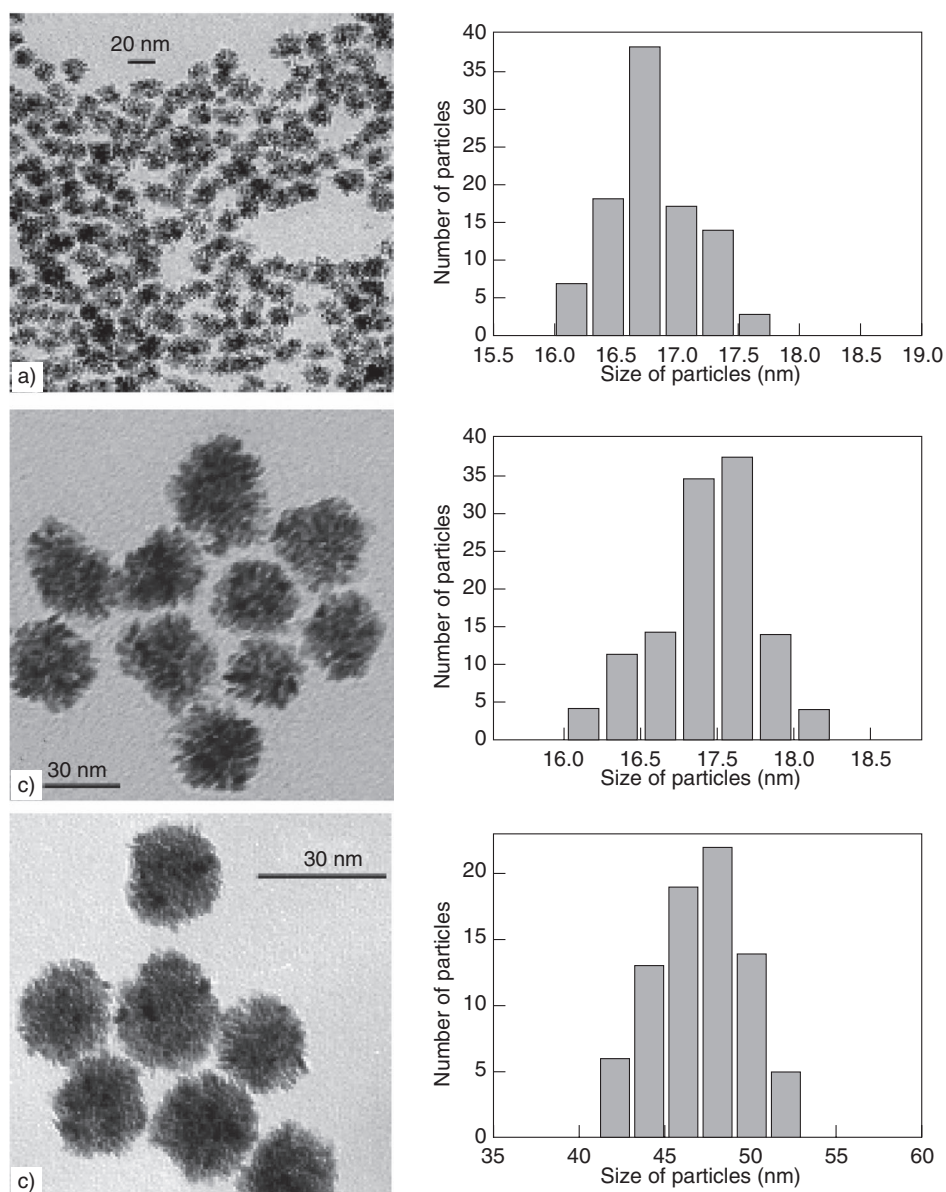 20 nm
a)
40
35
30
25
20
15
10
5
0
Number of particles
15.5 16.0 16.5 17.0 17.5 18.0 18.5 19.0
Size of particles (nm)
30 nm
c)
40
35
30
25
20
15
10
5
0
Number of particles
16.0 16.5 17.5 18.0 18.5
Size of particles (nm)
30 nm
c)
20
15
10
5
0
Number of particles
35 40 45 50 55 60
Size of particles (nm)